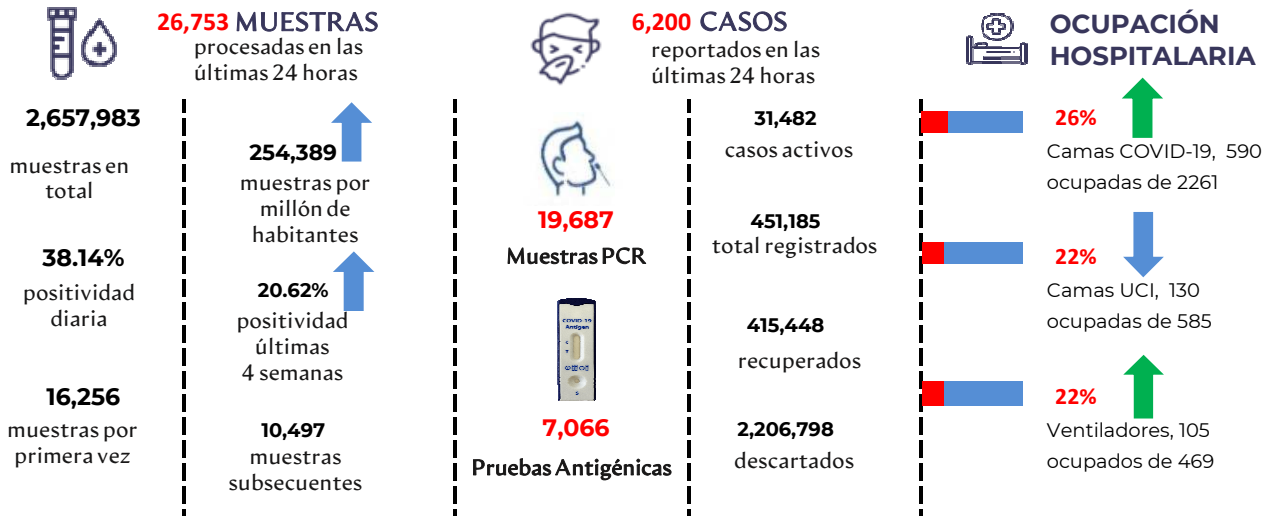 26,753 MUESTRAS
procesadas en las
últimas 24 horas
6,200 CASOS
reportados en las
últimas 24 horas
OCUPACIÓN
HOSPITALARIA
2,657,983
muestras en
total
38.14%
positividad
diaria
16,256
muestras por
primera vez
254,389
muestras por
millón de
habitantes
20.62%
positividad
últimas
4 semanas
10,497
muestras
subsecuentes
19,687
Muestras PCR
COVID-19
Antigen
C
T
S
7,066
Pruebas Antigénicas
31,482
casos activos
451,185
total registrados
415,448
recuperados
2,206,798
descartados
26%
Camas COVID-19, 590
ocupadas de 2261
22%
Camas UCI, 130
ocupadas de 585
22%
Ventiladores, 105
ocupados de 469